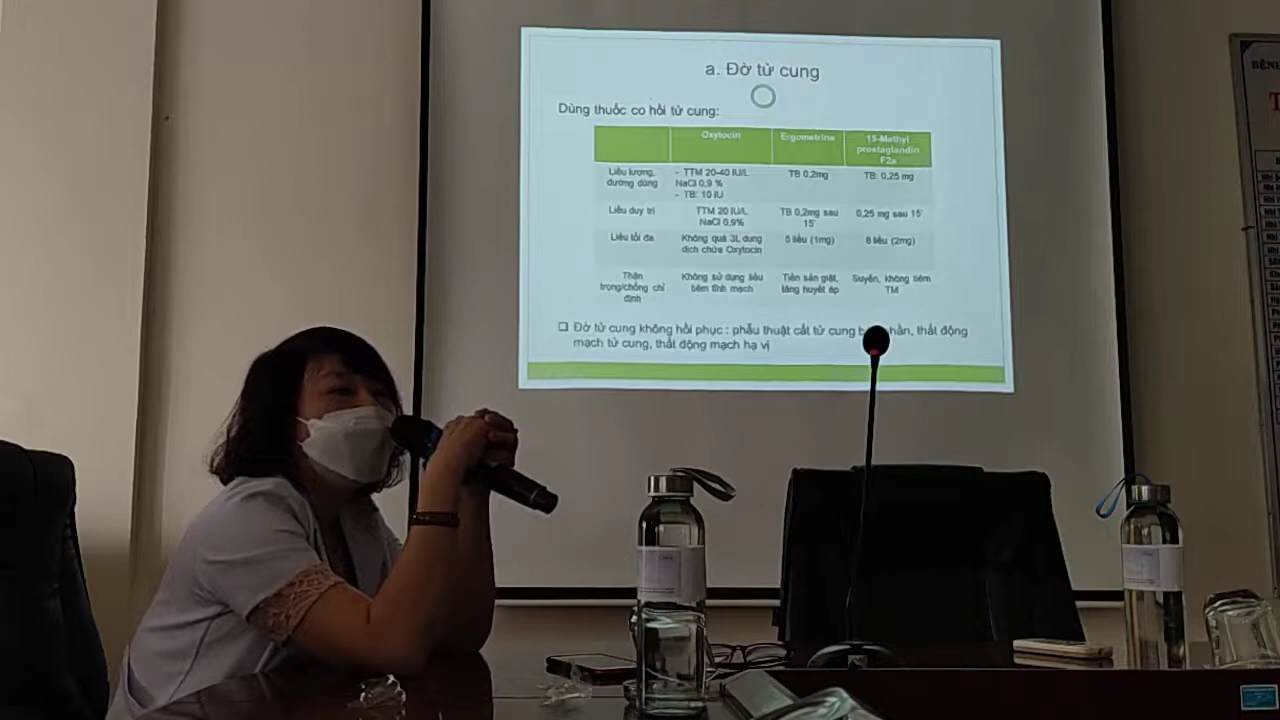 a. Đờ tử cung
Dùng thuốc co hồi tử cung:
Oxytocin
Ergometrine
15-Methyl
prostaglandin
F2a
Liều lượng,
đường dùng
- TTM 20-40 IU/L
NaCl 0,9 %
- TB: 10 IU
TB 0,2mg
TB: 0,25 mg
Liều duy trì
TTM 20 IU/L
NaCl 0,9%
TB 0,2mg sau
15'
0,25 mg sau 15'
Liều tối đa
Không quá 3L dung
dịch chứa Oxytocin
5 liều (1mg)
8 liều (2mg)
Thận
trọng/chống chỉ
định
Không sử dụng liều
tiêm tĩnh mạch
Tiền sản giật,
tăng huyết áp
Suyễn, không tiêm
TM
Đờ tử cung không hồi phục : phẫu thuật cắt tử cung phần, thắt động
mạch tử cung, thắt động mạch hạ vị
BỆNH